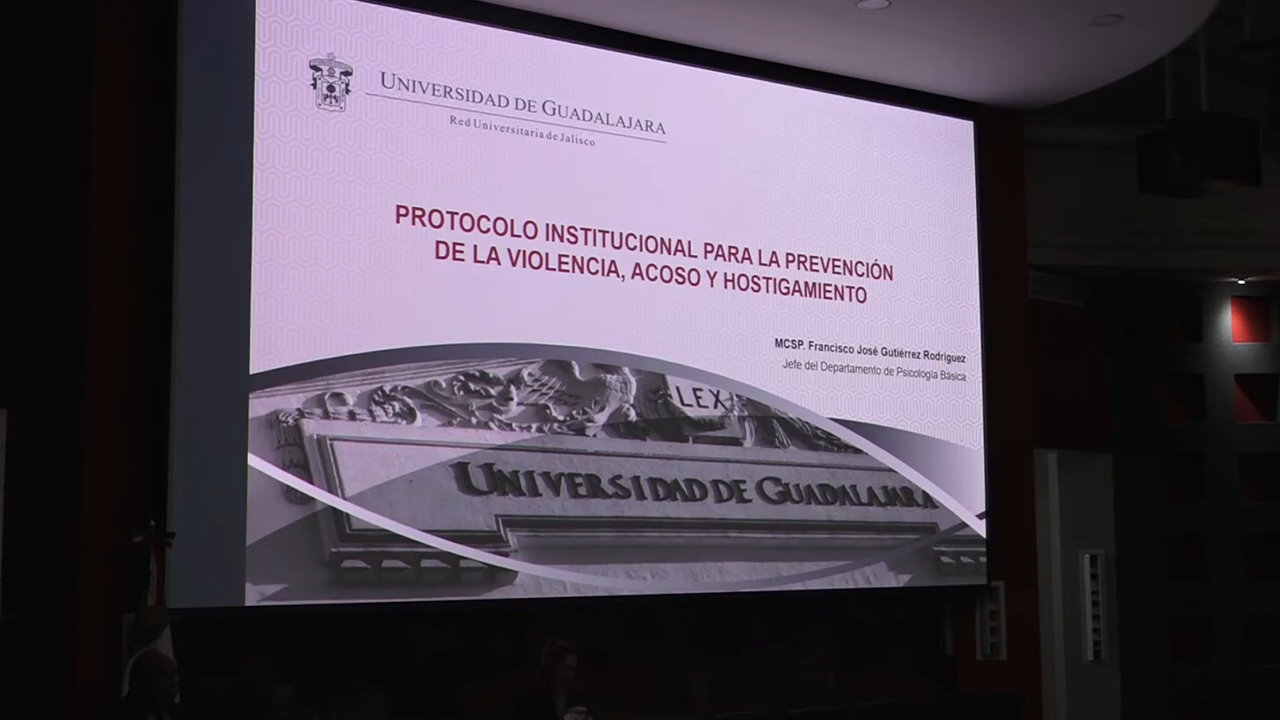 UNIVERSIDAD DE GUADALAJARA
Red Universitaria de Jalisco
PROTOCOLO INSTITUCIONAL PARA LA PREVENCIÓN
DE LA VIOLENCIA, ACOSO Y HOSTIGAMIENTO
MCSP. Francisco José Gutiérrez Rodríguez
Jefe del Departamento de Psicología Básica
LEX
UNIVERSIDAD DE GUADALAJARA